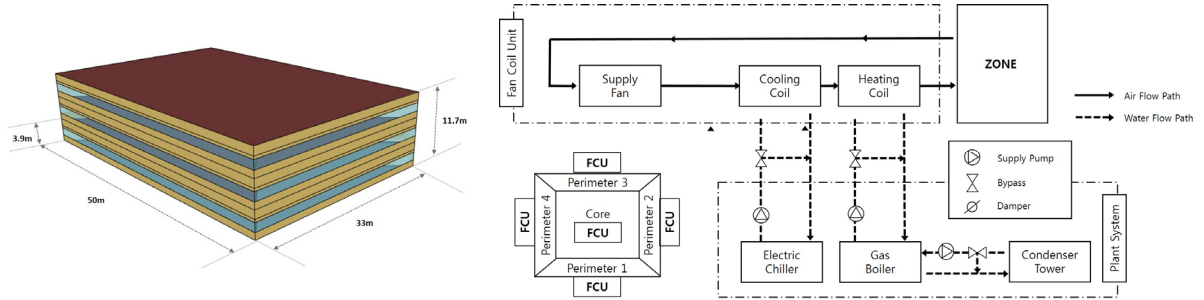 3.9m
50m
33m
11.7m
Fan Coil Unit
Supply
Fan
Cooling
Coil
Heating
Coil
ZONE
Air Flow Path
Water Flow Path
FCU
Perimeter 3
FCU
Perimeter 4
Core
FCU
Perimeter 2
FCU
Perimeter 1
FCU
Supply Pump
Bypass
Damper
Electric
Chiller
Gas
Boiler
Condenser
Tower
Plant System